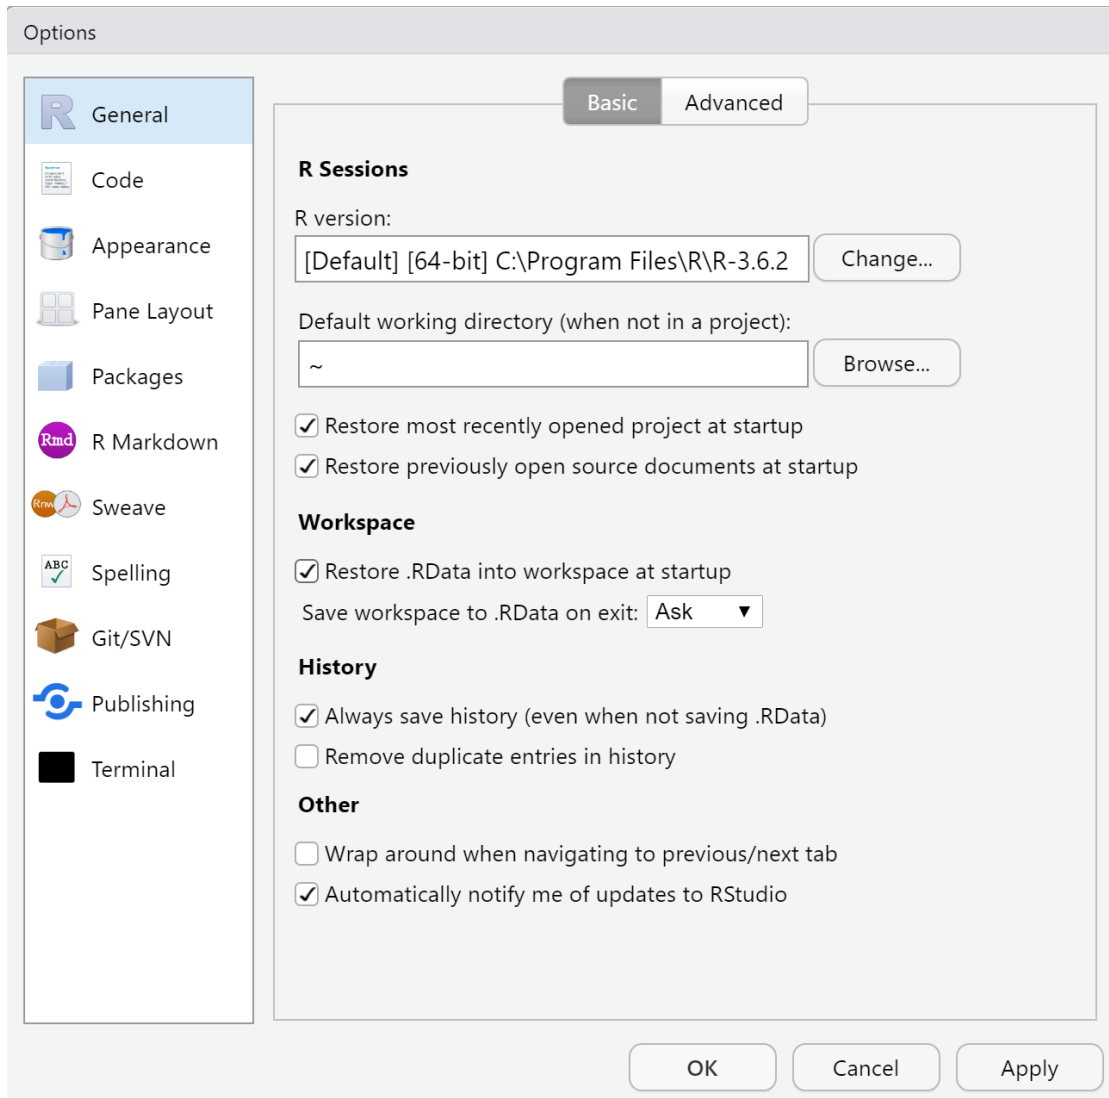 Options
General
Code
Appearance
Pane Layout
Packages
Rmd
R Markdown
Rnw
Sweave
ABC
Spelling
Git/SVN
Publishing
Terminal
Basic
Advanced
R Sessions
R version:
[Default] [64-bit] C:\Program Files\R\R-3.6.2
Change...
Default working directory (when not in a project):
~
Browse...
Restore most recently opened project at startup
Restore previously open source documents at startup
Workspace
Restore .RData into workspace at startup
Save workspace to .RData on exit: Ask
History
Always save history (even when not saving .RData)
Remove duplicate entries in history
Other
Wrap around when navigating to previous/next tab
Automatically notify me of updates to RStudio
OK
Cancel
Apply